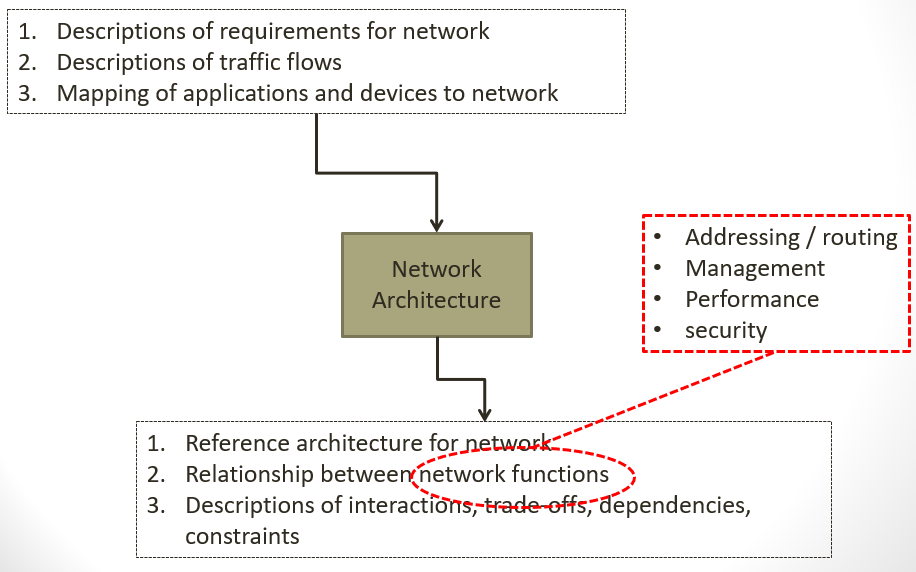 1. Descriptions of requirements for network
2. Descriptions of traffic flows
3. Mapping of applications and devices to network
Network
Architecture
• Addressing / routing
• Management
• Performance
• security
1. Reference architecture for network
2. Relationship between network functions
3. Descriptions of interactions, trade-offs, dependencies,
constraints